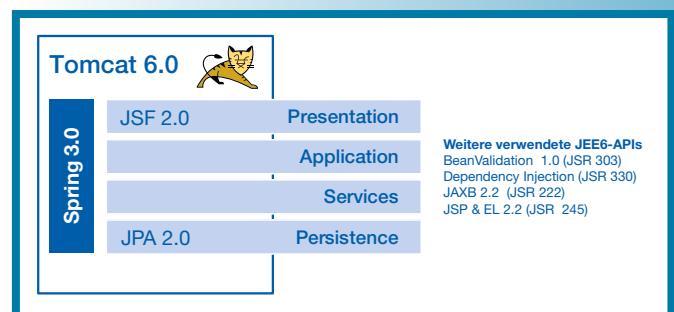 Tomcat 6.0
Spring 3.0
JSF 2.0 Presentation
Application
Services
JPA 2.0 Persistence
Weitere verwendete JEE6-APIs
BeanValidation 1.0 (JSR 303)
Dependency Injection (JSR 330)
JAXB 2.2 (JSR 222)
JSP & EL 2.2 (JSR 245)